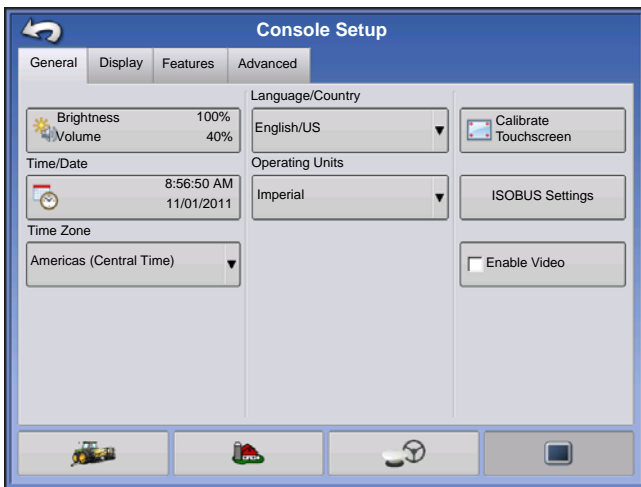 Console Setup
General
Display
Features
Advanced
Brightness 100%
Volume 40%
Time/Date
8:56:50 AM
11/01/2011
Time Zone
Americas (Central Time)
Language/Country
English/US
Operating Units
Imperial
Calibrate
Touchscreen
ISOBUS Settings
Enable Video